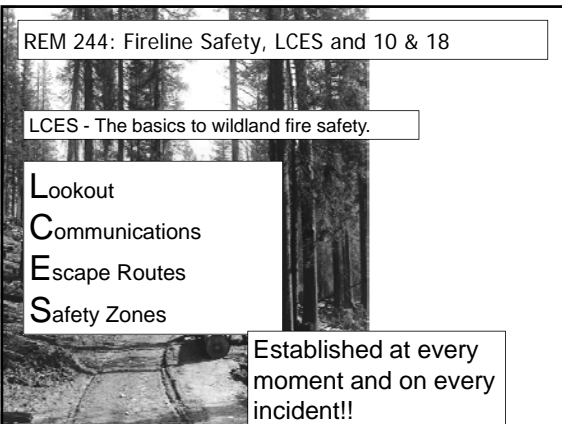 REM 244: Fireline Safety, LCES and 10 & 18
LCES - The basics to wildland fire safety.
Lookout
Communications
Escape Routes
Safety Zones
Established at every
moment and on every
incident!!